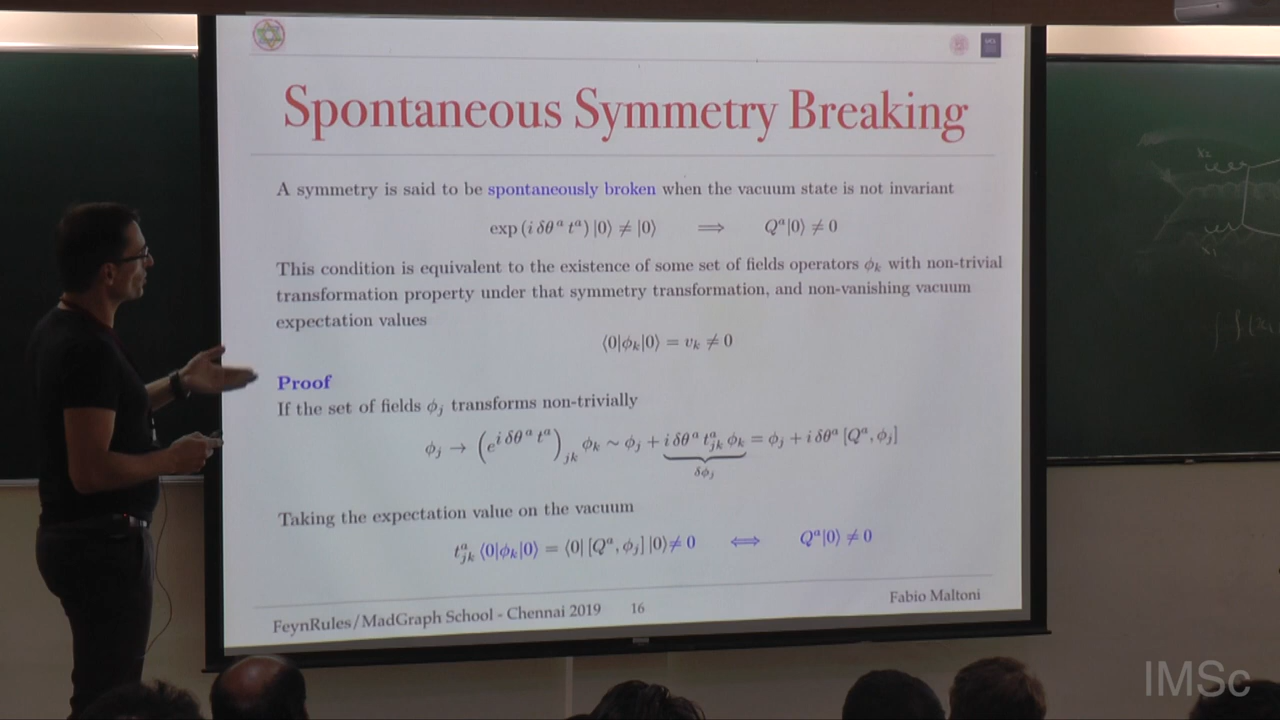 Spontaneous Symmetry Breaking
A symmetry is said to be spontaneously broken when the vacuum state is not invariant
exp (i δθ^a t^a) |0⟩ ≠ |0⟩ ⟹ Q^a|0⟩ ≠ 0
This condition is equivalent to the existence of some set of fields operators ϕ_k with non-trivial
transformation property under that symmetry transformation, and non-vanishing vacuum
expectation values
⟨0|ϕ_k|0⟩ = v_k ≠ 0
Proof
If the set of fields ϕ_j transforms non-trivially
ϕ_j → (e^{i δθ^a t^a})_{jk} ϕ_k ∼ ϕ_j + i δθ^a t^a_{jk} ϕ_k = ϕ_j + i δθ^a [Q^a, ϕ_j]
δϕ_j
Taking the expectation value on the vacuum
t^a_{jk} ⟨0|ϕ_k|0⟩ = ⟨0| [Q^a, ϕ_j] |0⟩ ≠ 0 ⟺ Q^a|0⟩ ≠ 0
FeynRules/MadGraph School - Chennai 2019 16 Fabio Maltoni
IMSc